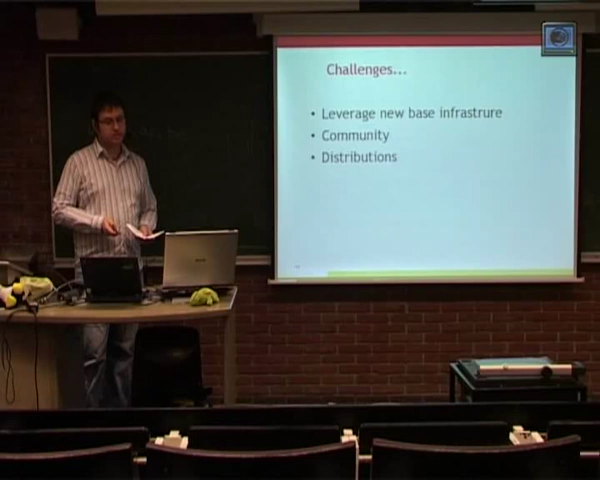 Challenges...
• Leverage new base infrastrure
• Community
• Distributions